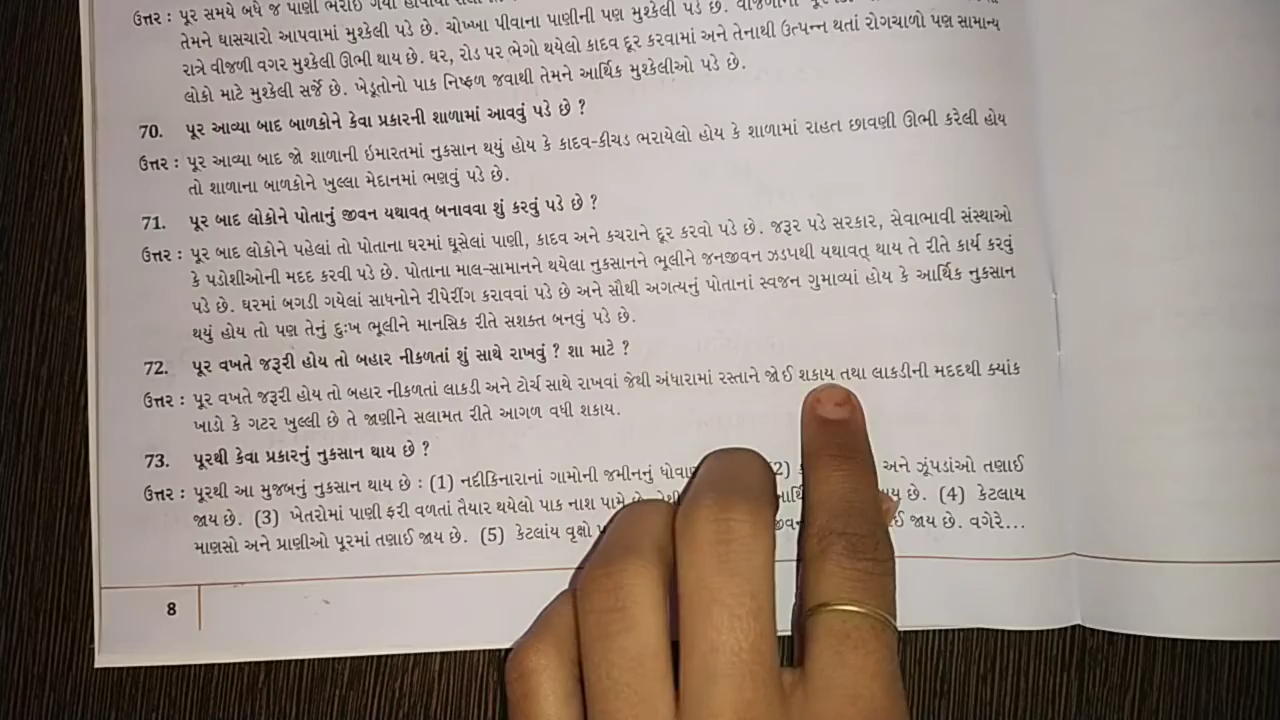 ઉત્તર : પૂર સમયે બધે જ પાણી ભરાઈ ગયા હોવાથી
તેમને ઘાસચારો આપવામાં મુશ્કેલી પડે છે. ચોખ્ખા પીવાના પાણીની પણ મુશ્કેલી પડે છે.
રાત્રે વીજળી વગર મુશ્કેલી ઊભી થાય છે. ઘર, રોડ પર ભેગો થયેલો કાદવ દૂર કરવામાં અને તેનાથી ઉત્પન્ન થતાં રોગચાળો પણ સામાન્ય
લોકો માટે મુશ્કેલી સર્જે છે. ખેડૂતોનો પાક નિષ્ફળ જવાથી તેમને આર્થિક મુશ્કેલીઓ પડે છે.
70. પૂર આવ્યા બાદ બાળકોને કેવા પ્રકારની શાળામાં આવવું પડે છે ?
ઉત્તર : પૂર આવ્યા બાદ જો શાળાની ઇમારતમાં નુકસાન થયું હોય કે કાદવ-કીચડ ભરાયેલો હોય કે શાળામાં રાહત છાવણી ઊભી કરેલી હોય
તો શાળાના બાળકોને ખુલ્લા મેદાનમાં ભણવું પડે છે.
71. પૂર બાદ લોકોને પોતાનું જીવન યથાવત્ બનાવવા શું કરવું પડે છે ?
ઉત્તર : પૂર બાદ લોકોને પહેલાં તો પોતાના ઘરમાં ઘૂસેલાં પાણી, કાદવ અને કચરાને દૂર કરવો પડે છે. જરૂર પડે સરકાર, સેવાભાવી સંસ્થાઓ
કે પડોશીઓની મદદ કરવી પડે છે. પોતાના માલ-સામાનને થયેલા નુકસાનને ભૂલીને જનજીવન ઝડપથી યથાવત્ થાય તે રીતે કાર્ય કરવું
પડે છે. ઘરમાં બગડી ગયેલાં સાધનોને રીપેરીંગ કરાવવાં પડે છે અને સૌથી અગત્યનું પોતાનાં સ્વજન ગુમાવ્યાં હોય કે આર્થિક નુકસાન
થયું હોય તો પણ તેનું દુઃખ ભૂલીને માનસિક રીતે સશક્ત બનવું પડે છે.
72. પૂર વખતે જરૂરી હોય તો બહાર નીકળતાં શું સાથે રાખવું ? શા માટે ?
ઉત્તર : પૂર વખતે જરૂરી હોય તો બહાર નીકળતાં લાકડી અને ટોર્ચ સાથે રાખવાં જેથી અંધારામાં રસ્તાને જોઈ શકાય તથા લાકડીની મદદથી ક્યાંક
ખાડો કે ગટર ખુલ્લી છે તે જાણીને સલામત રીતે આગળ વધી શકાય.
73. પૂરથી કેવા પ્રકારનું નુકસાન થાય છે ?
ઉત્તર : પૂરથી આ મુજબનું નુકસાન થાય છે : (1) નદીકિનારાનાં ગામોની જમીનનું (2) અને ઝૂંપડાંઓ તણાઈ
જાય છે. (3) ખેતરોમાં પાણી ફરી વળતાં તૈયાર થયેલો પાક નાશ પામે છે. છે. (4) કેટલાય
માણસો અને પ્રાણીઓ પૂરમાં તણાઈ જાય છે. (5) કેટલાંય વૃક્ષો જાય છે. વગેરે...
8